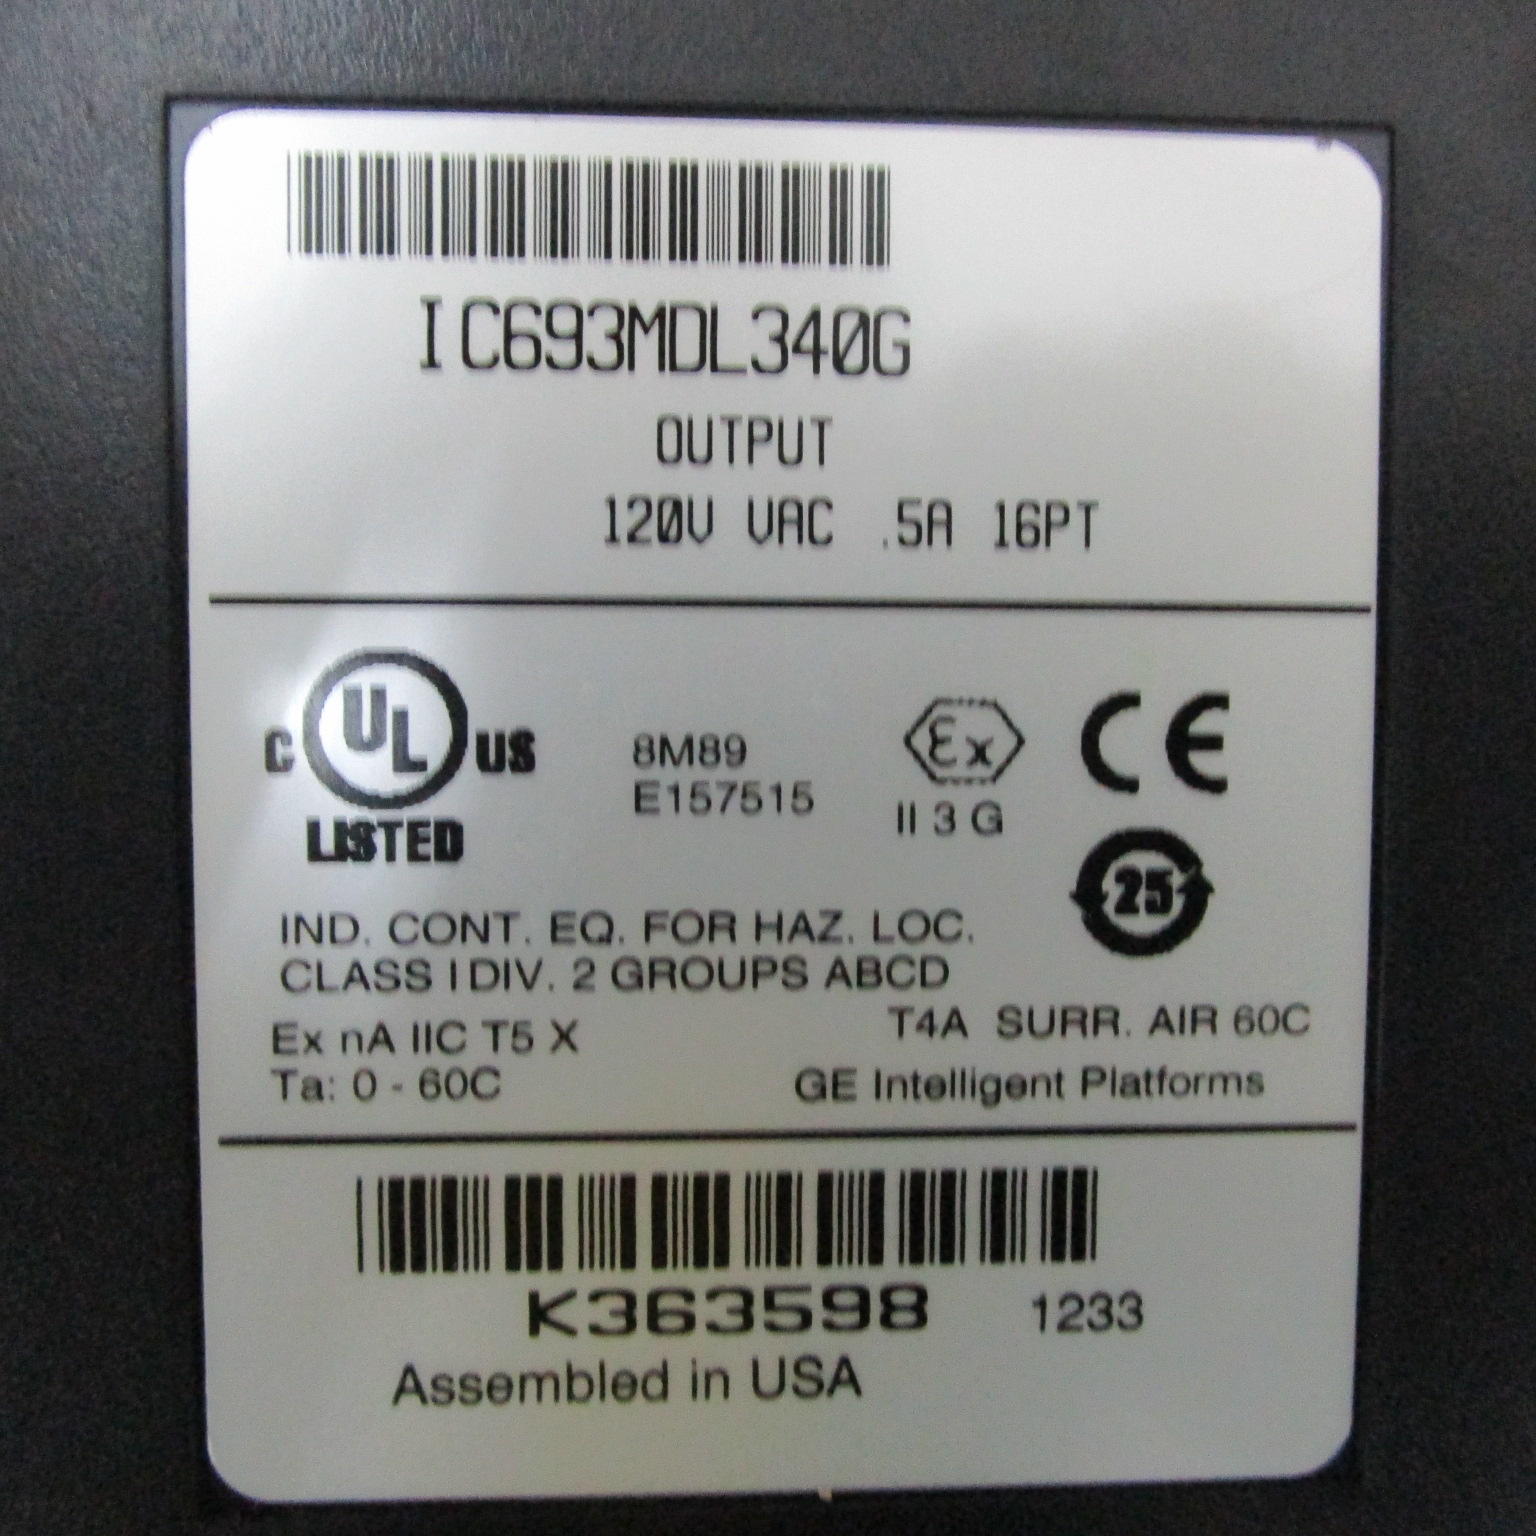 IC693MDL340G
OUTPUT
120V VAC .5A 16PT
C UL US
LISTED
8M89
E157515
Ex
II 3 G
CE
25
IND. CONT. EQ. FOR HAZ. LOC.
CLASS I DIV. 2 GROUPS ABCD
Ex nA IIC T5 X
Ta: 0 - 60C
T4A SURR. AIR 60C
GE Intelligent Platforms
K363598 1233
Assembled in USA